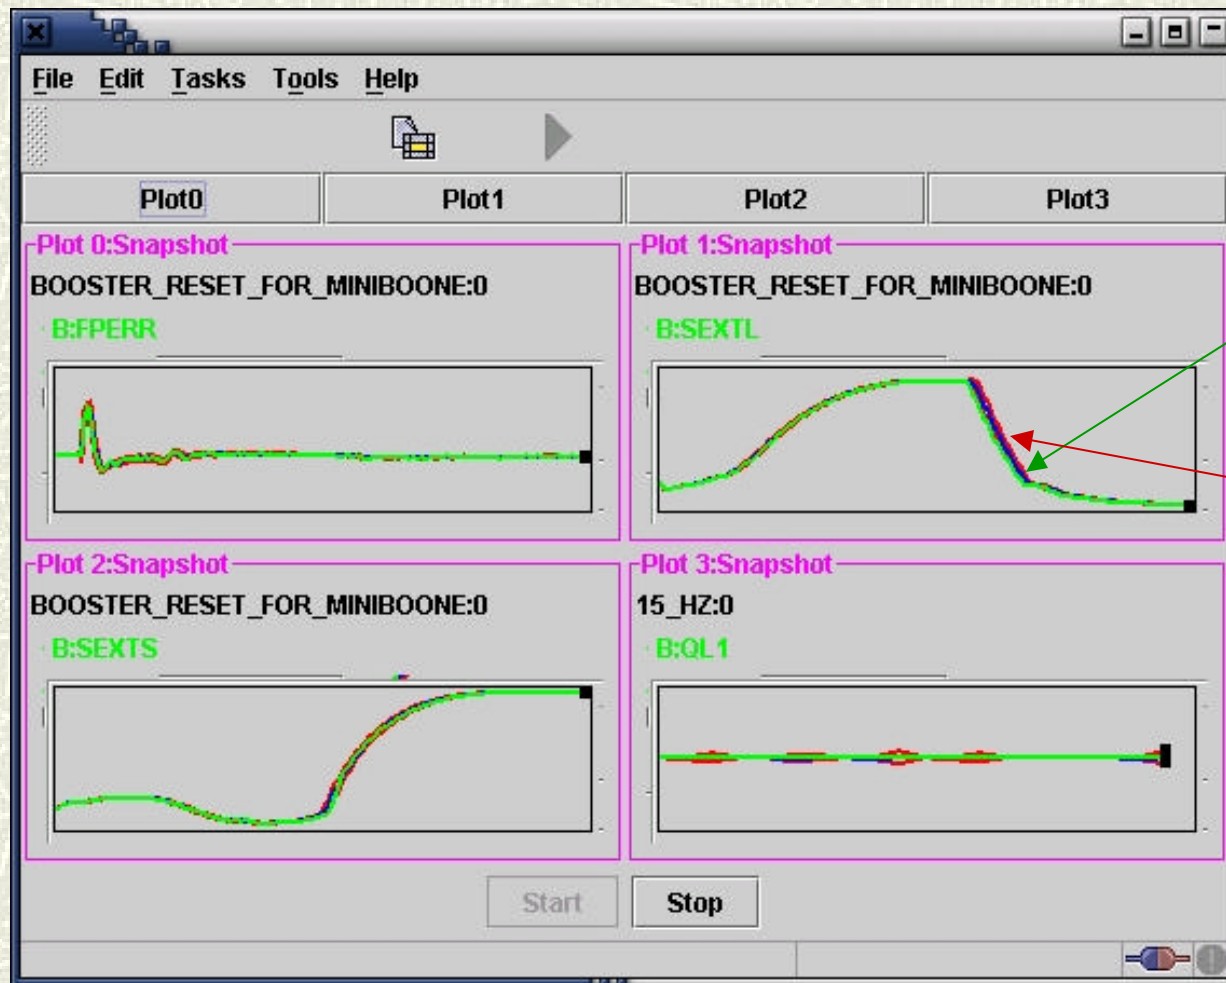 File Edit Tasks Tools Help
Plot0 Plot1 Plot2 Plot3
Plot 0:Snapshot
BOOSTER_RESET_FOR_MINIBOONE:0
B:FPERR
Plot 1:Snapshot
BOOSTER_RESET_FOR_MINIBOONE:0
B:SEXTL
Plot 2:Snapshot
BOOSTER_RESET_FOR_MINIBOONE:0
B:SEXTS
Plot 3:Snapshot
15_HZ:0
B:QL1
Start Stop